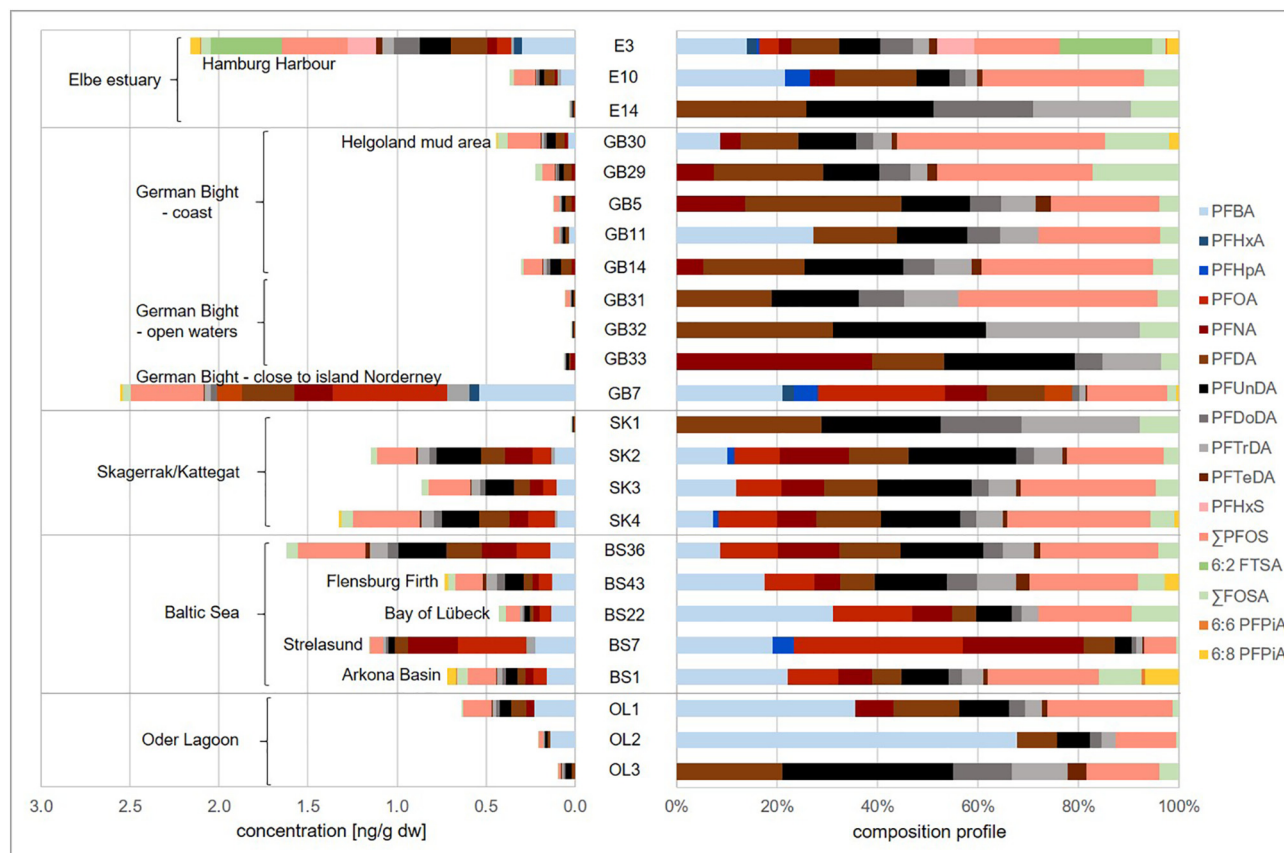 E3
Hamburg Harbour
Elbe estuary
E10
E14
Helgoland mud area
GB30
GB29
German Bight
- coast
GB5
GB11
GB14
German Bight
- open waters
GB31
GB32
GB33
German Bight - close to island Norderney
GB7
SK1
Skagerrak/Kattegat
SK2
SK3
SK4
BS36
Flensburg Firth
BS43
Baltic Sea
Bay of Lübeck
BS22
Strelasund
BS7
Arkona Basin
BS1
OL1
Oder Lagoon
OL2
OL3
3.0 2.5 2.0 1.5 1.0 0.5 0.0
concentration [ng/g dw]
0% 20% 40% 60% 80% 100%
composition profile
PFBA
PFHxA
PFHpA
PFOA
PFNA
PFDA
PFUnDA
PFDoDA
PFTrDA
PFTeDA
PFHxS
∑PFOS
6:2 FTSA
∑FOSA
6:6 PFPiA
6:8 PFPiA